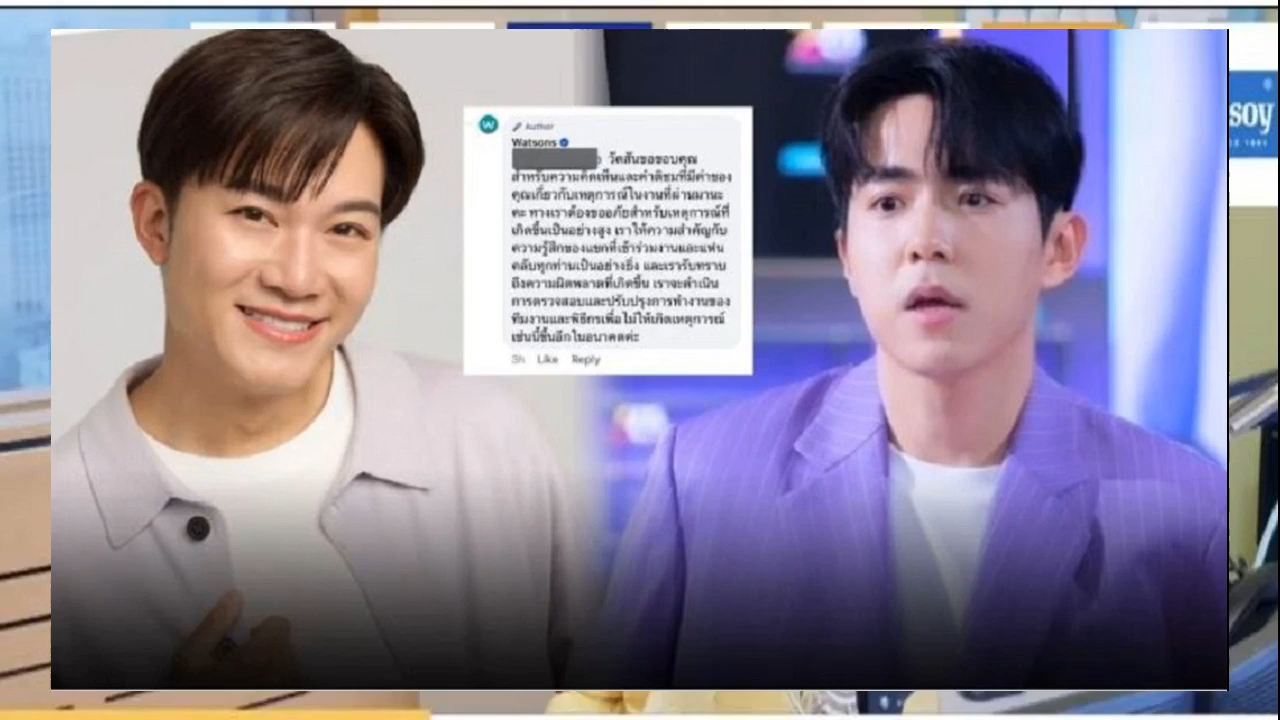 Author
Watsons
วัตสันขอขอบคุณ
สำหรับความคิดเห็นและคำติชมที่มีค่าของ
คุณเกี่ยวกับเหตุการณ์ในงานที่ผ่านมานะ
คะ ทางเราต้องขออภัยสำหรับเหตุการณ์ที่
เกิดขึ้นเป็นอย่างสูง เราให้ความสำคัญกับ
ความรู้สึกของแขกที่เข้าร่วมงานและแฟน
คลับทุกท่านเป็นอย่างยิ่ง และเรารับทราบ
ถึงความผิดพลาดที่เกิดขึ้น เราจะดำเนิน
การตรวจสอบและปรับปรุงการทำงานของ
ทีมงานและพิธีกรเพื่อไม่ให้เกิดเหตุการณ์
เช่นนี้ขึ้นอีกในอนาคตค่ะ
3h Like Reply
soy